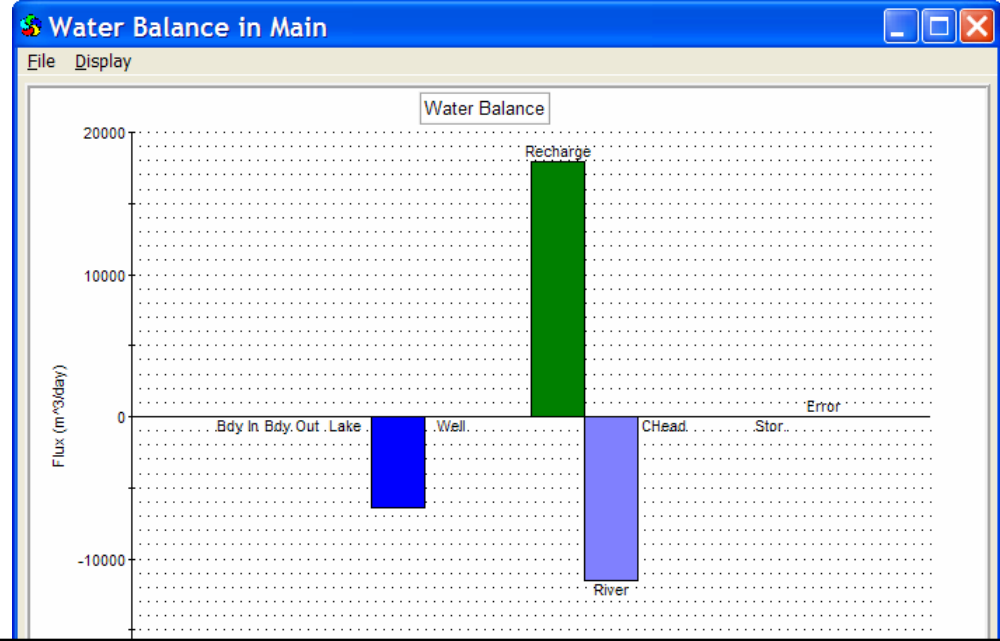 Water Balance in Main
File Display
Water Balance
20000
Recharge
10000
Flux (m^3/day)
Error
0
Bdy In Bdy Out Lake Well CHead Stor
-10000
River